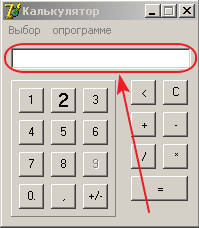 Калькулятор
Выбор опрограмме
1 2 3 < C
4 5 6 + -
7 8 9 / *
0. , +/- =